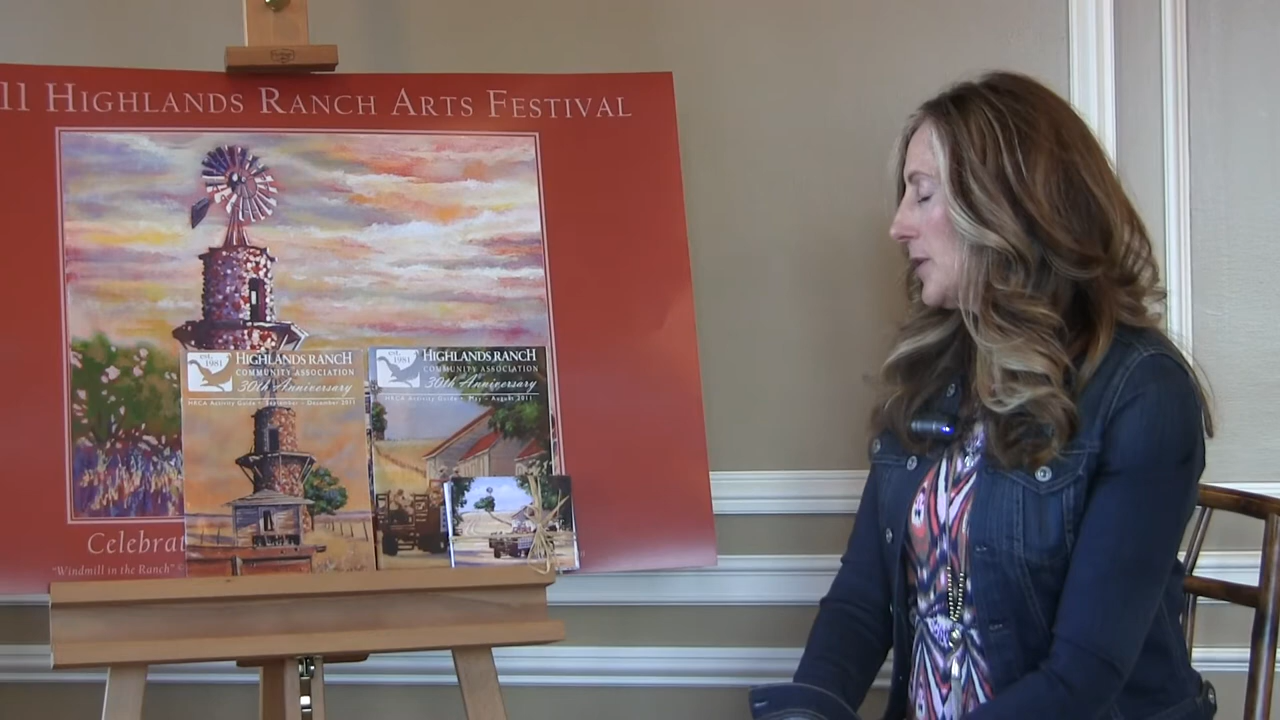 11 HIGHLANDS RANCH ARTS FESTIVAL
est.
1981
HIGHLANDS RANCH
COMMUNITY ASSOCIATION
30th Anniversary
HRCA Activity Guide • September - December 2011
est.
1981
HIGHLANDS RANCH
COMMUNITY ASSOCIATION
30th Anniversary
HRCA Activity Guide • May - August 2011
Celebrat
"Windmill in the Ranch" ©